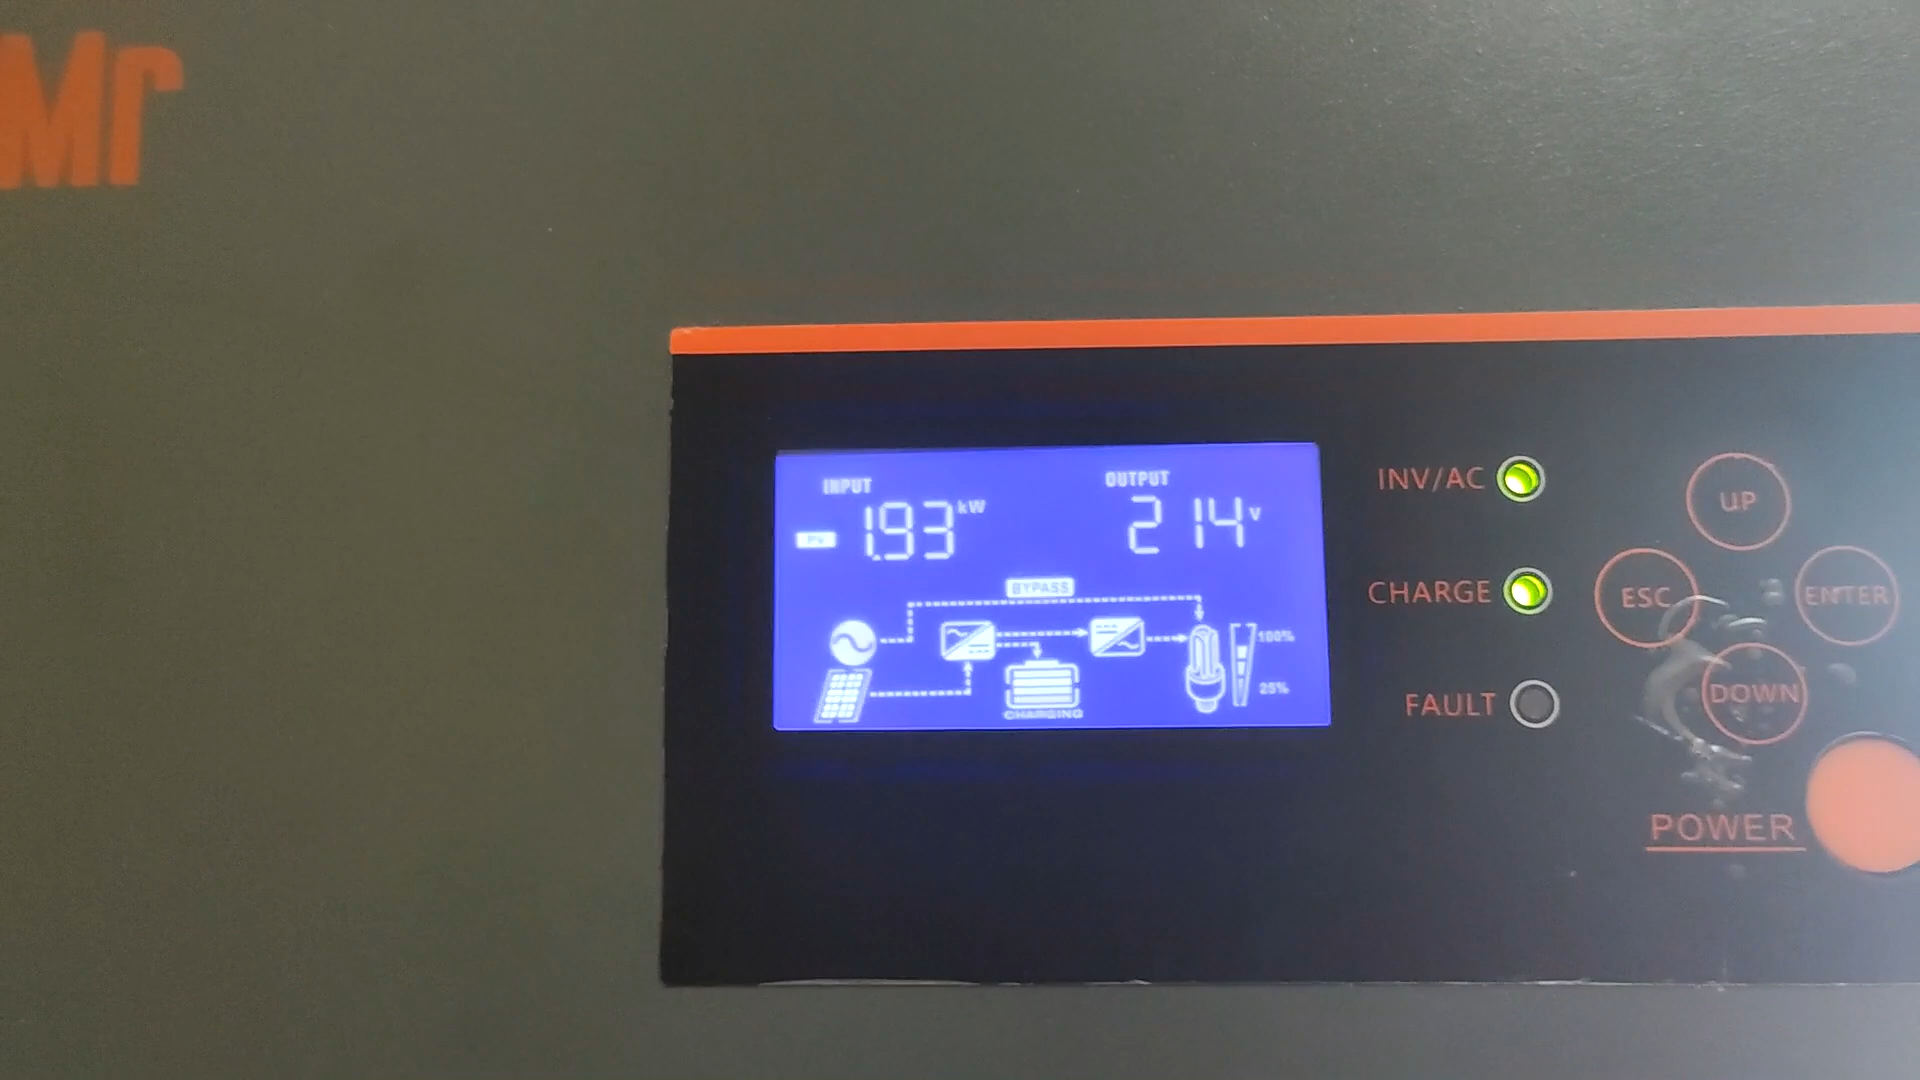 Mr
INPUT
PV 1.93 kW
OUTPUT
214 V
BYPASS
100%
25%
CHARGING
INV/AC
CHARGE
FAULT
UP
ESC
ENTER
DOWN
POWER